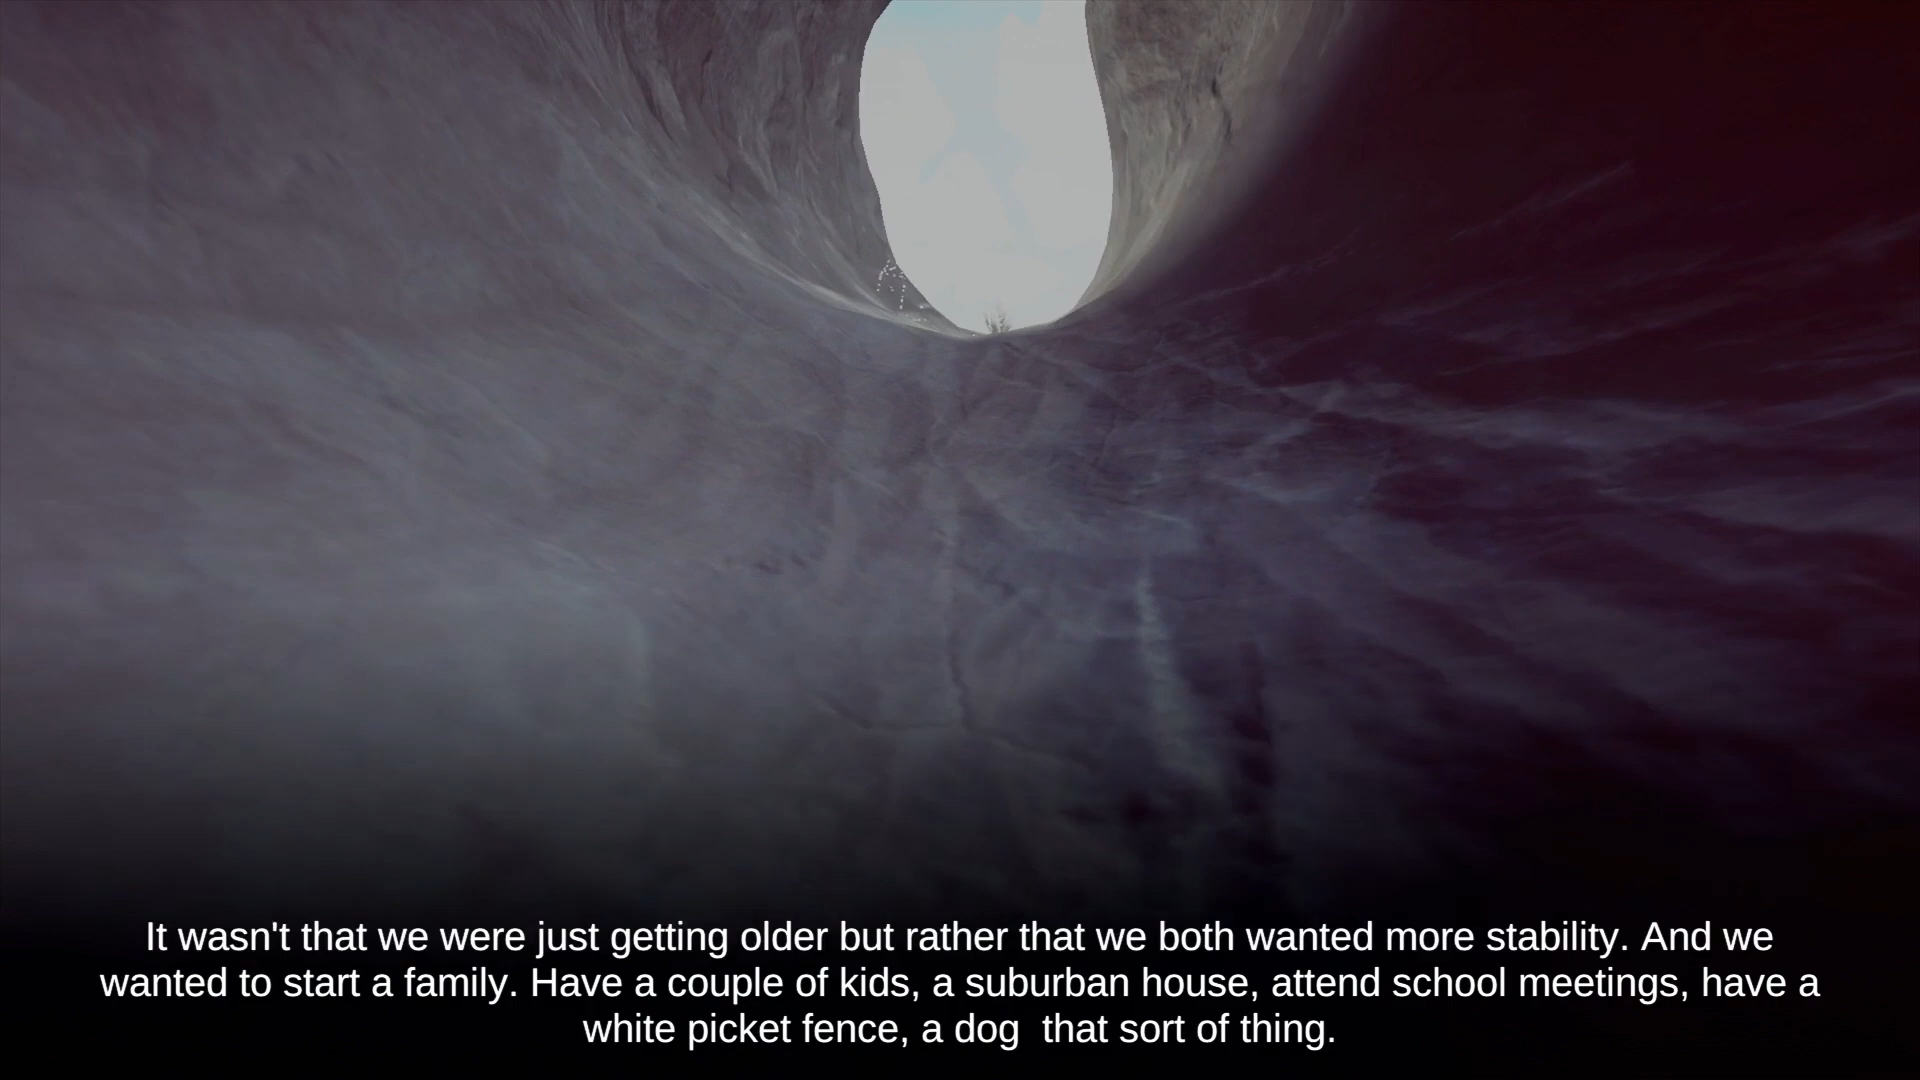 It wasn't that we were just getting older but rather that we both wanted more stability. And we
wanted to start a family. Have a couple of kids, a suburban house, attend school meetings, have a
white picket fence, a dog  that sort of thing.